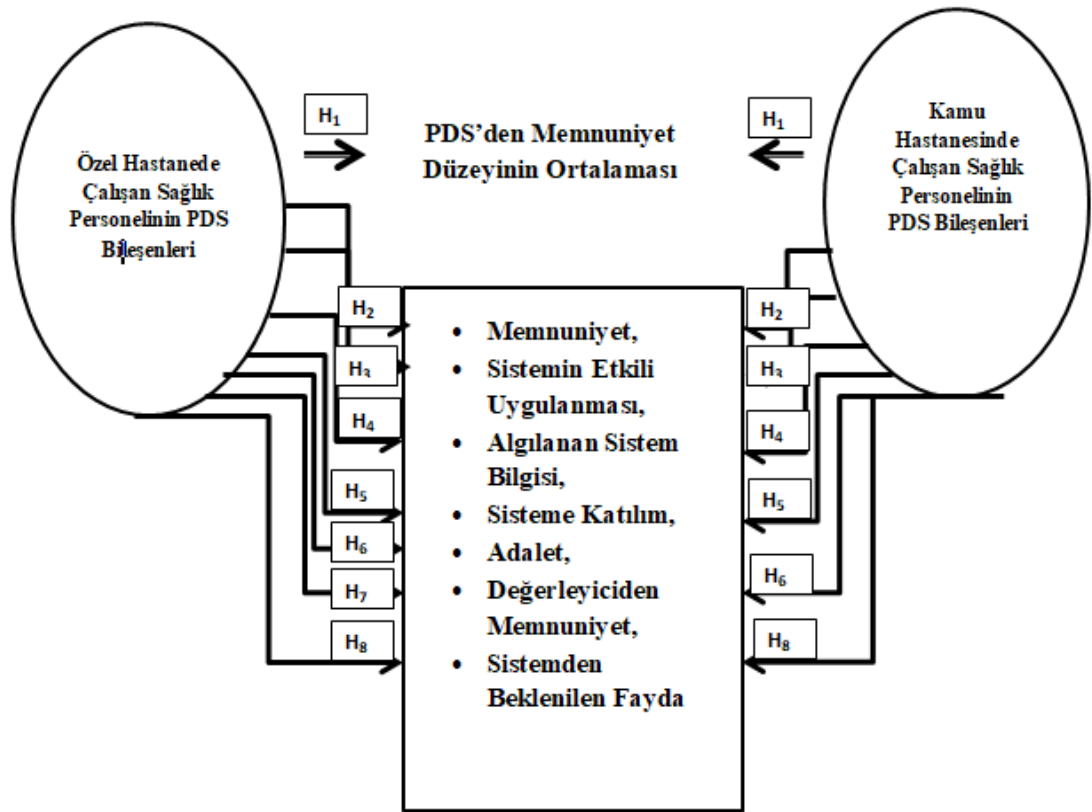 Özel Hastanede
Çalışan Sağlık
Personelinin PDS
Bileşenleri
H1
PDS’den Memnuniyet
Düzeyinin Ortalaması
H1
Kamu
Hastanesinde
Çalışan Sağlık
Personelinin
PDS Bileşenleri
H2
H3
H4
H5
H6
H7
H8
• Memnuniyet,
• Sistemin Etkili
Uygulanması,
• Algılanan Sistem
Bilgisi,
• Sisteme Katılım,
• Adalet,
• Değerleyiciden
Memnuniyet,
• Sistemden
Beklenilen Fayda
H2
H3
H4
H5
H6
H8